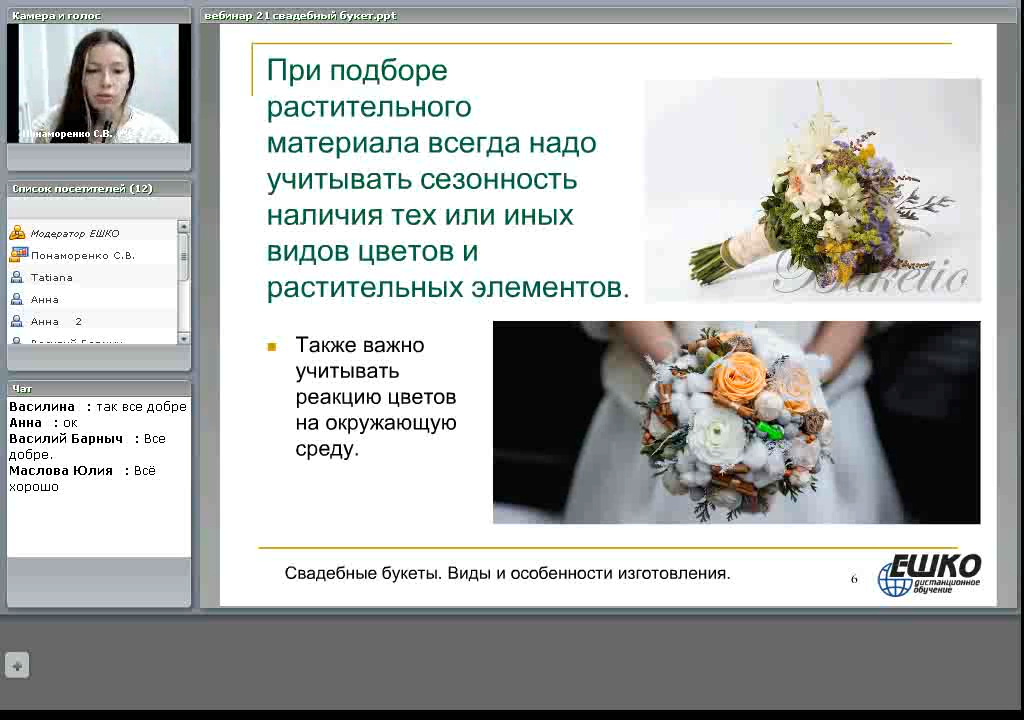 Камера и голос
Понаморенко С.В.
Список посетителей (12)
Модератор ЕШКО
Понаморенко С.В.
Tatiana
Анна
Анна 2
Василий Барныч
Чат
Василина : так все добре
Анна : ок
Василий Барныч : Все
добре.
Маслова Юлия : Всё
хорошо
вебинар 21 свадебный букет.ppt
При подборе
растительного
материала всегда надо
учитывать сезонность
наличия тех или иных
видов цветов и
растительных элементов.
Также важно
учитывать
реакцию цветов
на окружающую
среду.
Buketio
Свадебные букеты. Виды и особенности изготовления.
6
ЕШКО
дистанционное
обучение